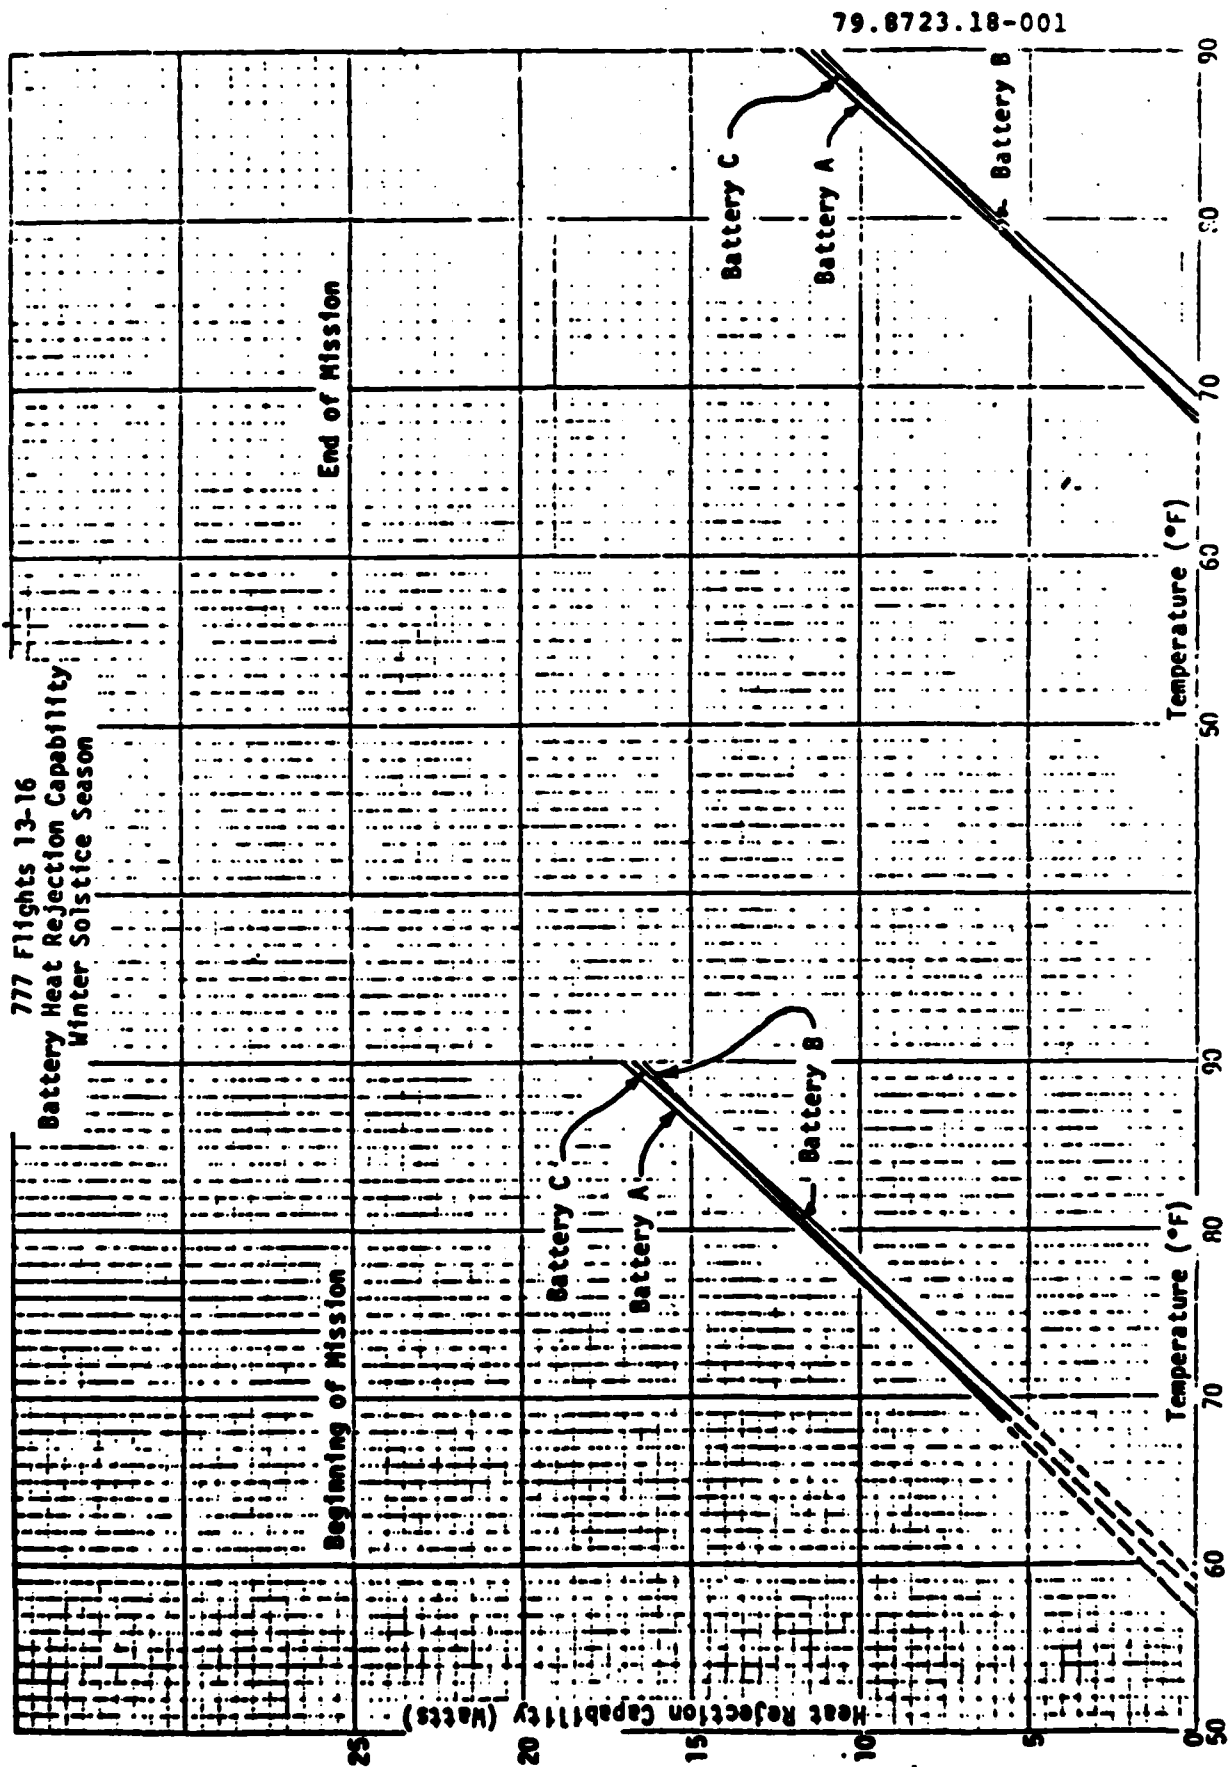 79.8723.18-001
777 Flights 13-16
Battery Heat Rejection Capability
Winter Solstice Season
Beginning of Mission
End of Mission
Heat Rejection Capability (Watts)
25
20
15
10
5
0
Battery C
Battery A
Battery B
Battery C
Battery A
Battery B
50
60
70
80
90
50
60
70
80
90
Temperature (°F)
Temperature (°F)